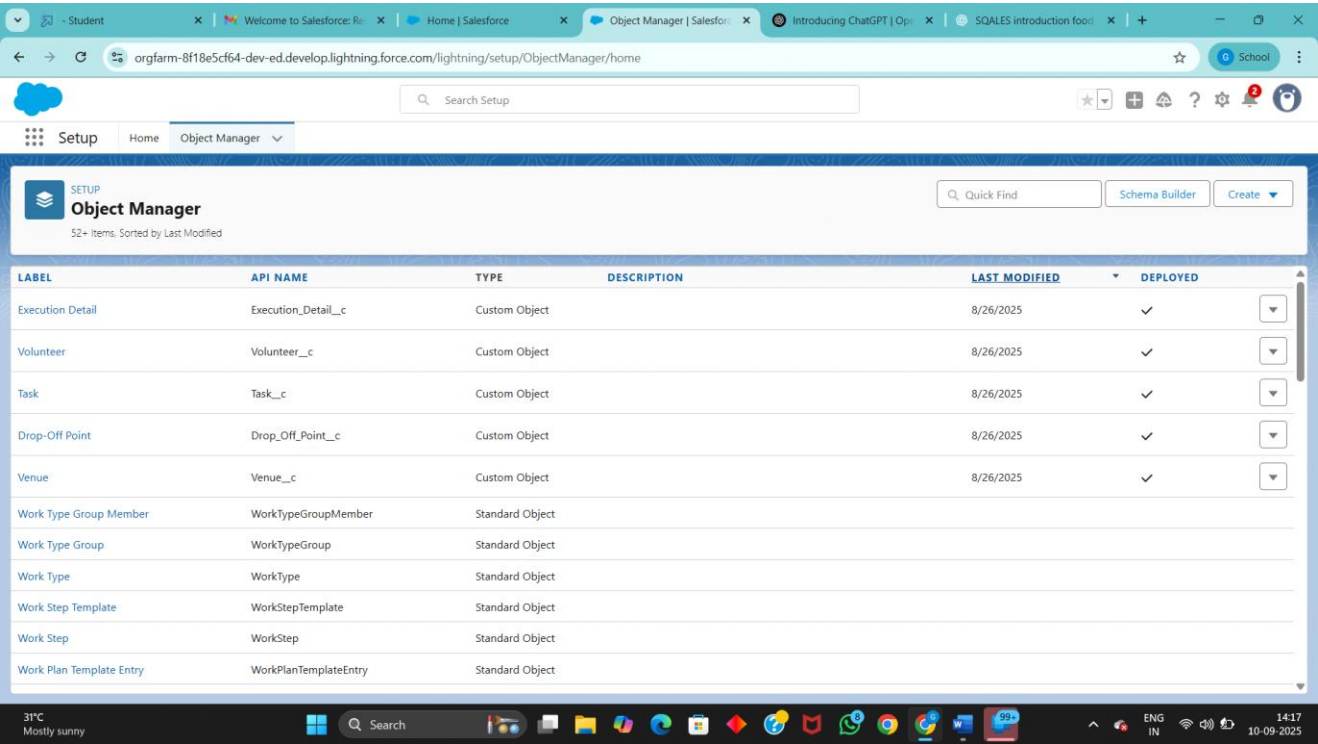 - Student
Welcome to Salesforce: Re
Home | Salesforce
Object Manager | Salesforc
Introducing ChatGPT | Ope
SQALES introduction food
orgfarm-8f18e5cf64-dev-ed.develop.lightning.force.com/lightning/setup/ObjectManager/home
G School
Search Setup
2
Setup Home Object Manager
SETUP
Object Manager
52+ Items, Sorted by Last Modified
Quick Find
Schema Builder
Create
LABEL API NAME TYPE DESCRIPTION LAST MODIFIED DEPLOYED
Execution Detail Execution_Detail__c Custom Object 8/26/2025
Volunteer Volunteer__c Custom Object 8/26/2025
Task Task__c Custom Object 8/26/2025
Drop-Off Point Drop_Off_Point__c Custom Object 8/26/2025
Venue Venue__c Custom Object 8/26/2025
Work Type Group Member WorkTypeGroupMember Standard Object
Work Type Group WorkTypeGroup Standard Object
Work Type WorkType Standard Object
Work Step Template WorkStepTemplate Standard Object
Work Step WorkStep Standard Object
Work Plan Template Entry WorkPlanTemplateEntry Standard Object
31°C
Mostly sunny
Search
8
99+
ENG
IN
14:17
10-09-2025